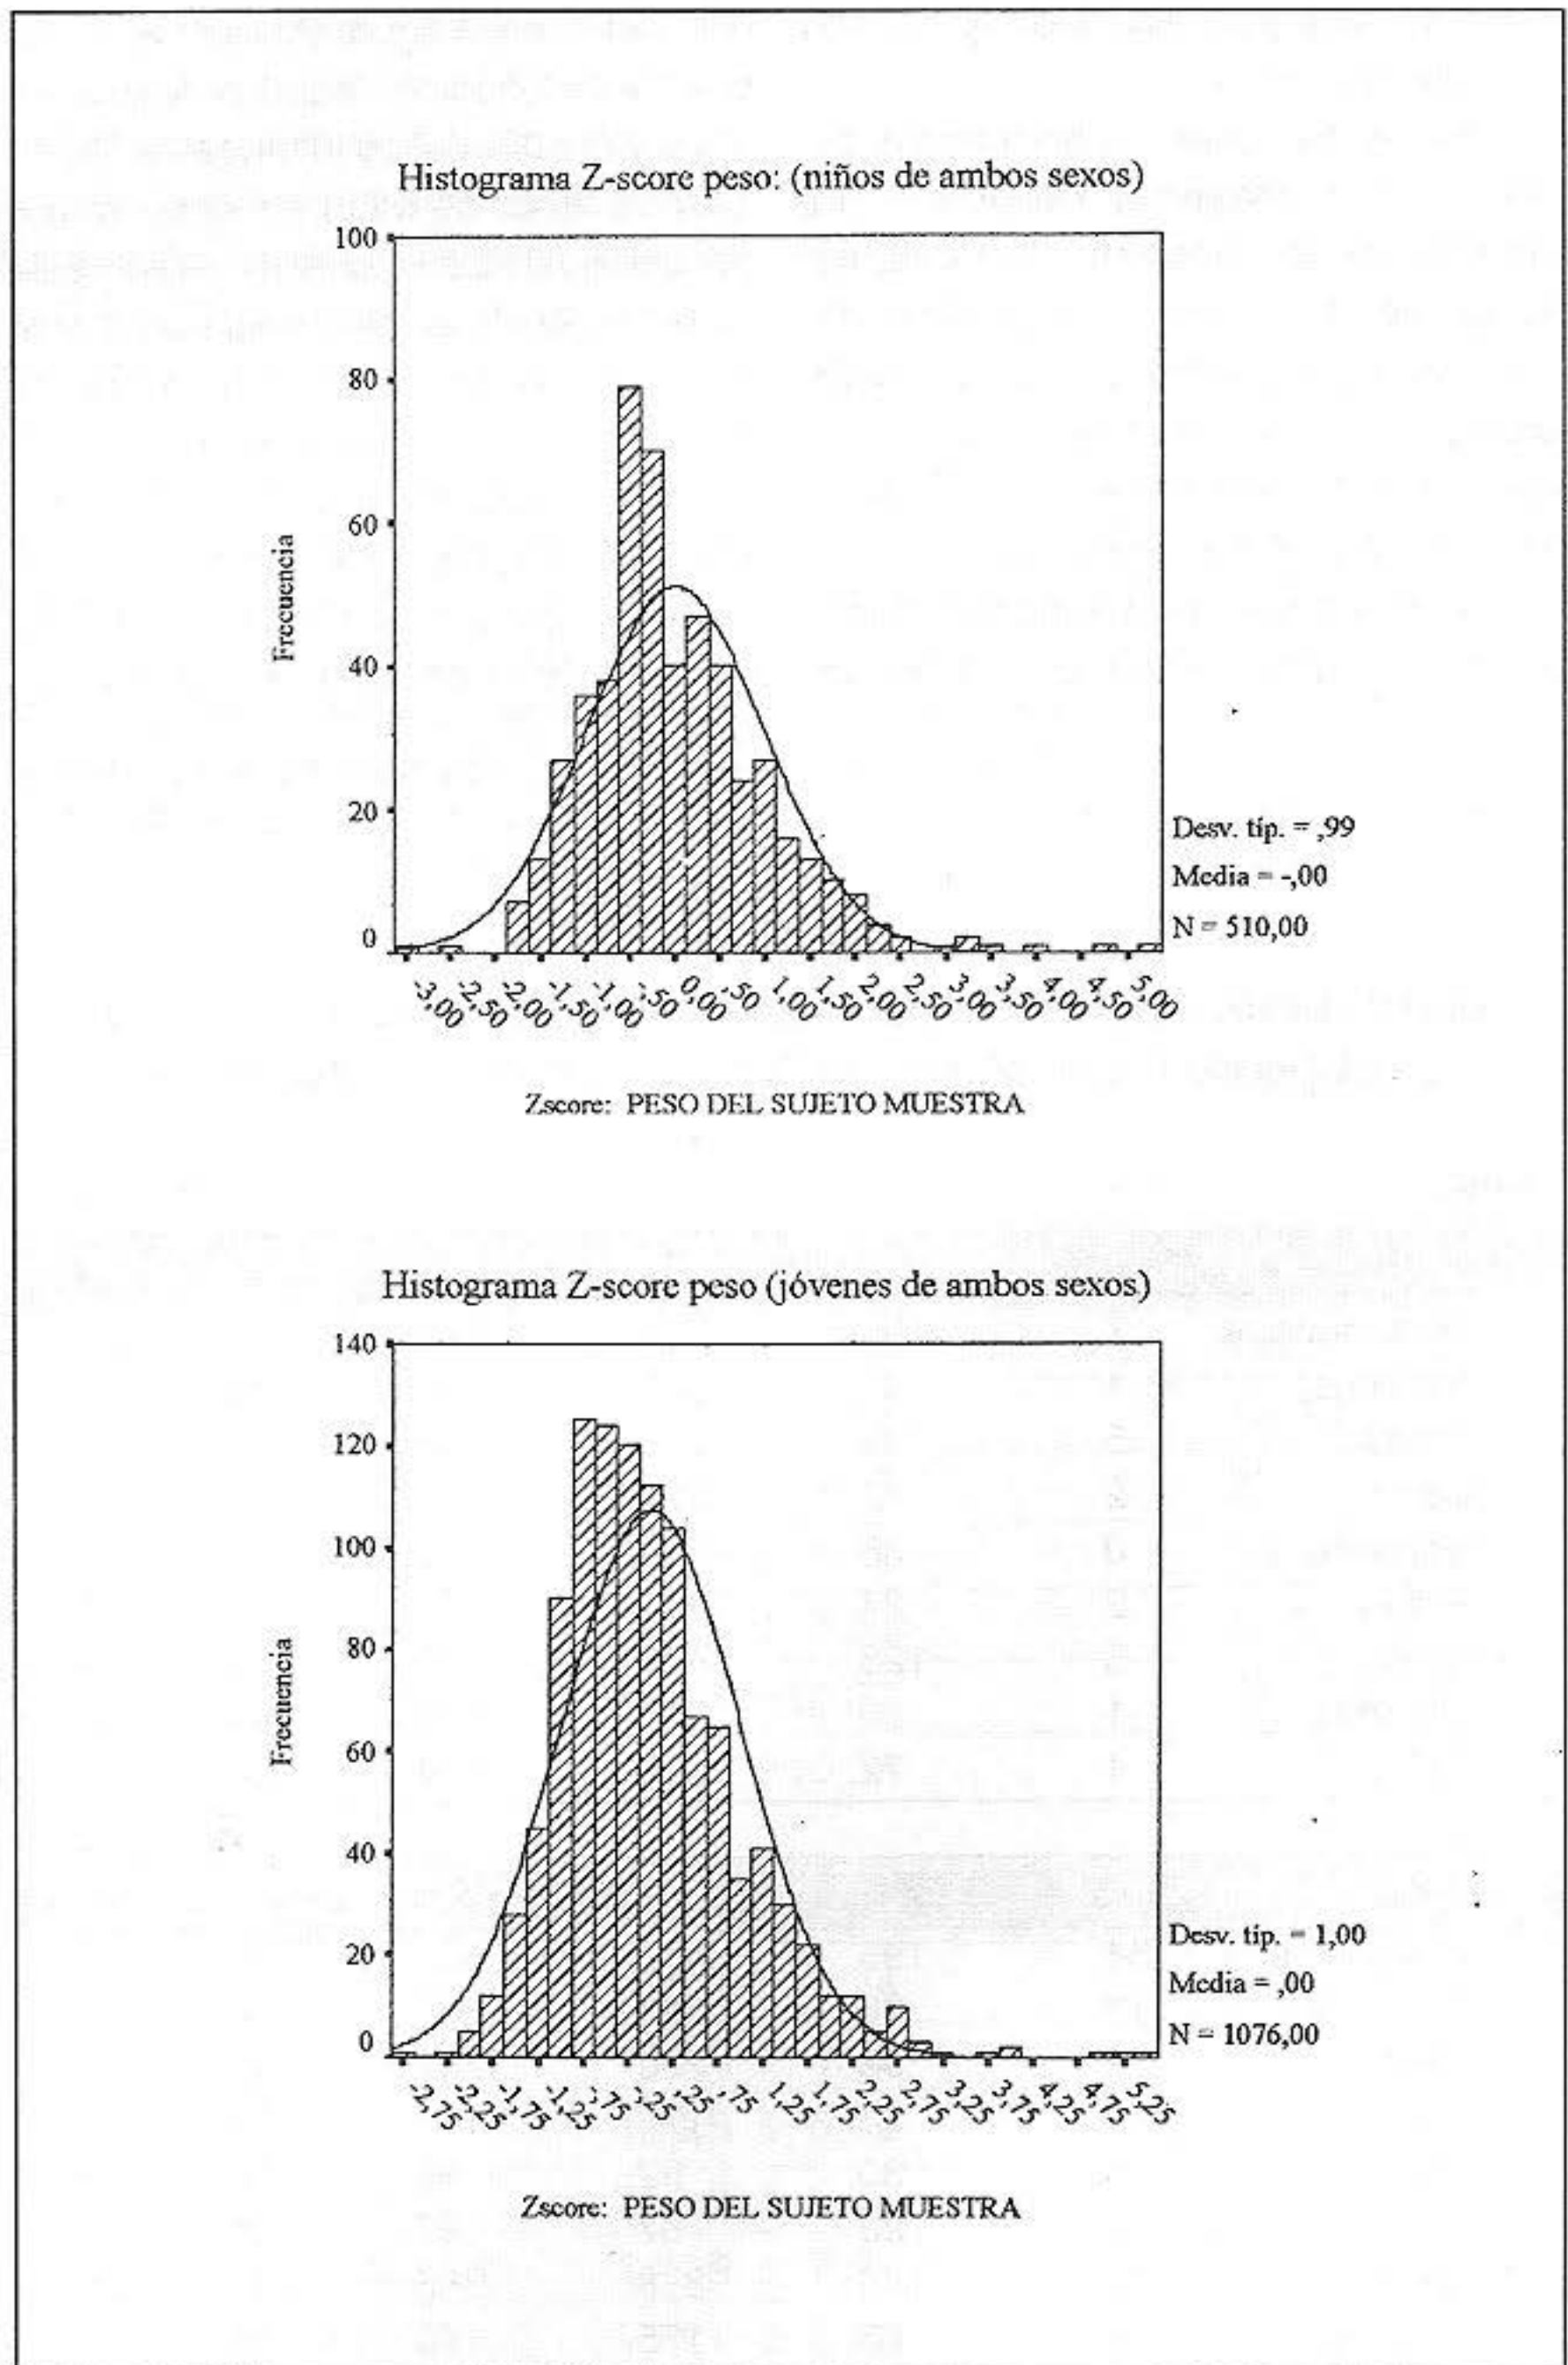 Histograma Z-score peso: (niños de ambos sexos)
100
80
60
40
20
0
Frecuencia
Desv. típ. = ,99
Media = -,00
N = 510,00
-3,00 -2,50 -2,00 -1,50 -1,00 -,50 0,00 ,50 1,00 1,50 2,00 2,50 3,00 3,50 4,00 4,50 5,00
Zscore: PESO DEL SUJETO MUESTRA
Histograma Z-score peso (jóvenes de ambos sexos)
140
120
100
80
60
40
20
0
Frecuencia
Desv. típ. = 1,00
Media = ,00
N = 1076,00
-2,75 -2,25 -1,75 -1,25 -,75 -,25 ,25 ,75 1,25 1,75 2,25 2,75 3,25 3,75 4,25 4,75 5,25
Zscore: PESO DEL SUJETO MUESTRA